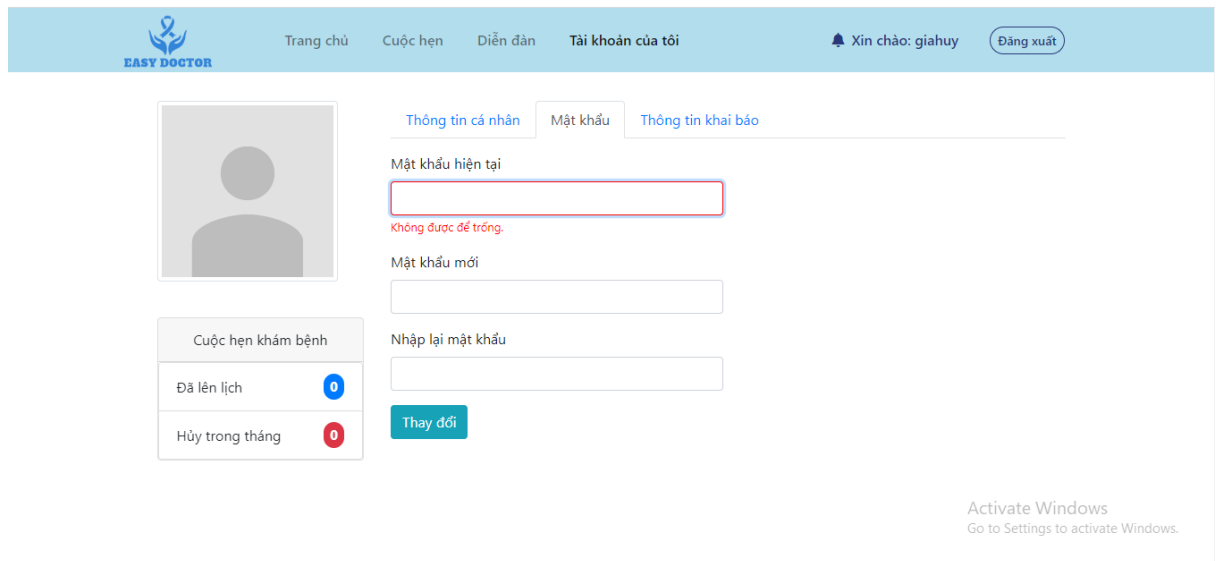 EASY DOCTOR
Trang chủ Cuộc hẹn Diễn đàn Tài khoản của tôi Xin chào: giahuy Đăng xuất
Thông tin cá nhân Mật khẩu Thông tin khai báo
Mật khẩu hiện tại
Không được để trống.
Mật khẩu mới
Nhập lại mật khẩu
Thay đổi
Cuộc hẹn khám bệnh
Đã lên lịch 0
Hủy trong tháng 0
Activate Windows
Go to Settings to activate Windows.